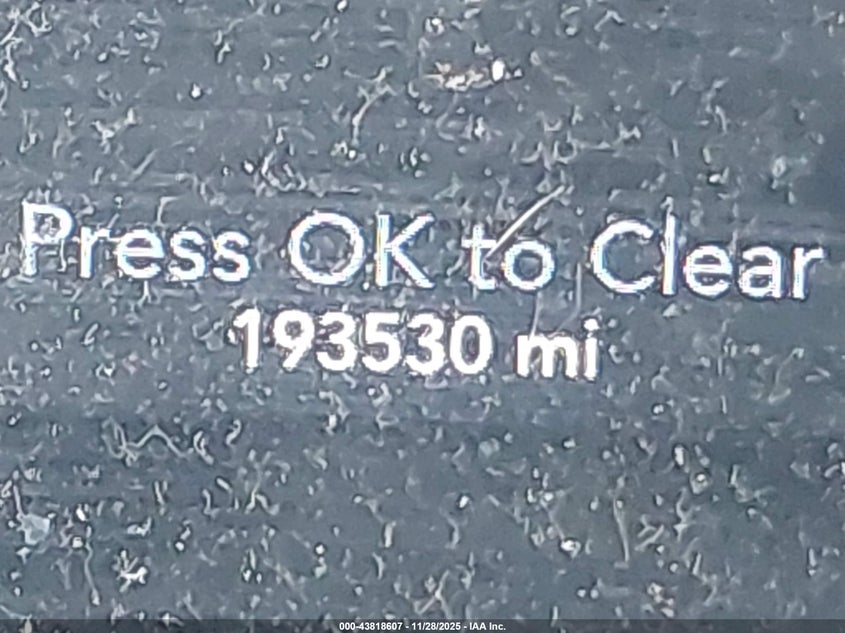 Press OK to Clear
193530 mi
000-43818607 - 11/28/2025 - IAA Inc.